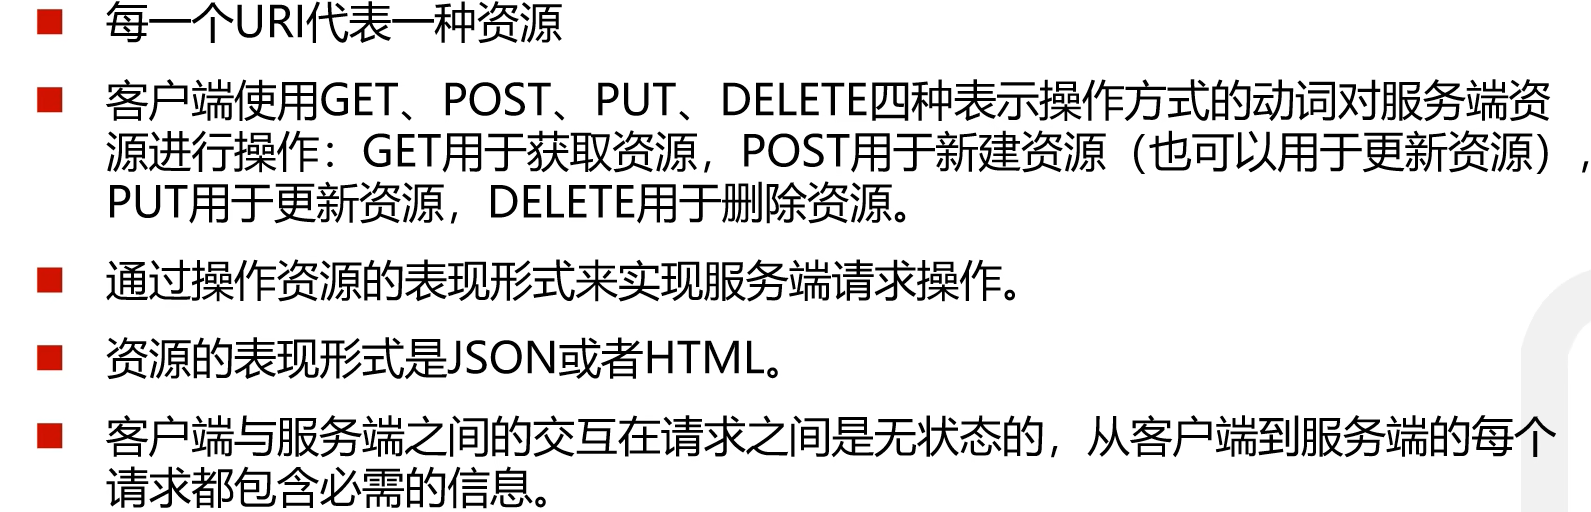 每一个URI代表一种资源
客户端使用GET、POST、PUT、DELETE四种表示操作方式的动词对服务端资
源进行操作：GET用于获取资源，POST用于新建资源（也可以用于更新资源），
PUT用于更新资源，DELETE用于删除资源。
通过操作资源的表现形式来实现服务端请求操作。
资源的表现形式是JSON或者HTML。
客户端与服务端之间的交互在请求之间是无状态的，从客户端到服务端的每个
请求都包含必需的信息。